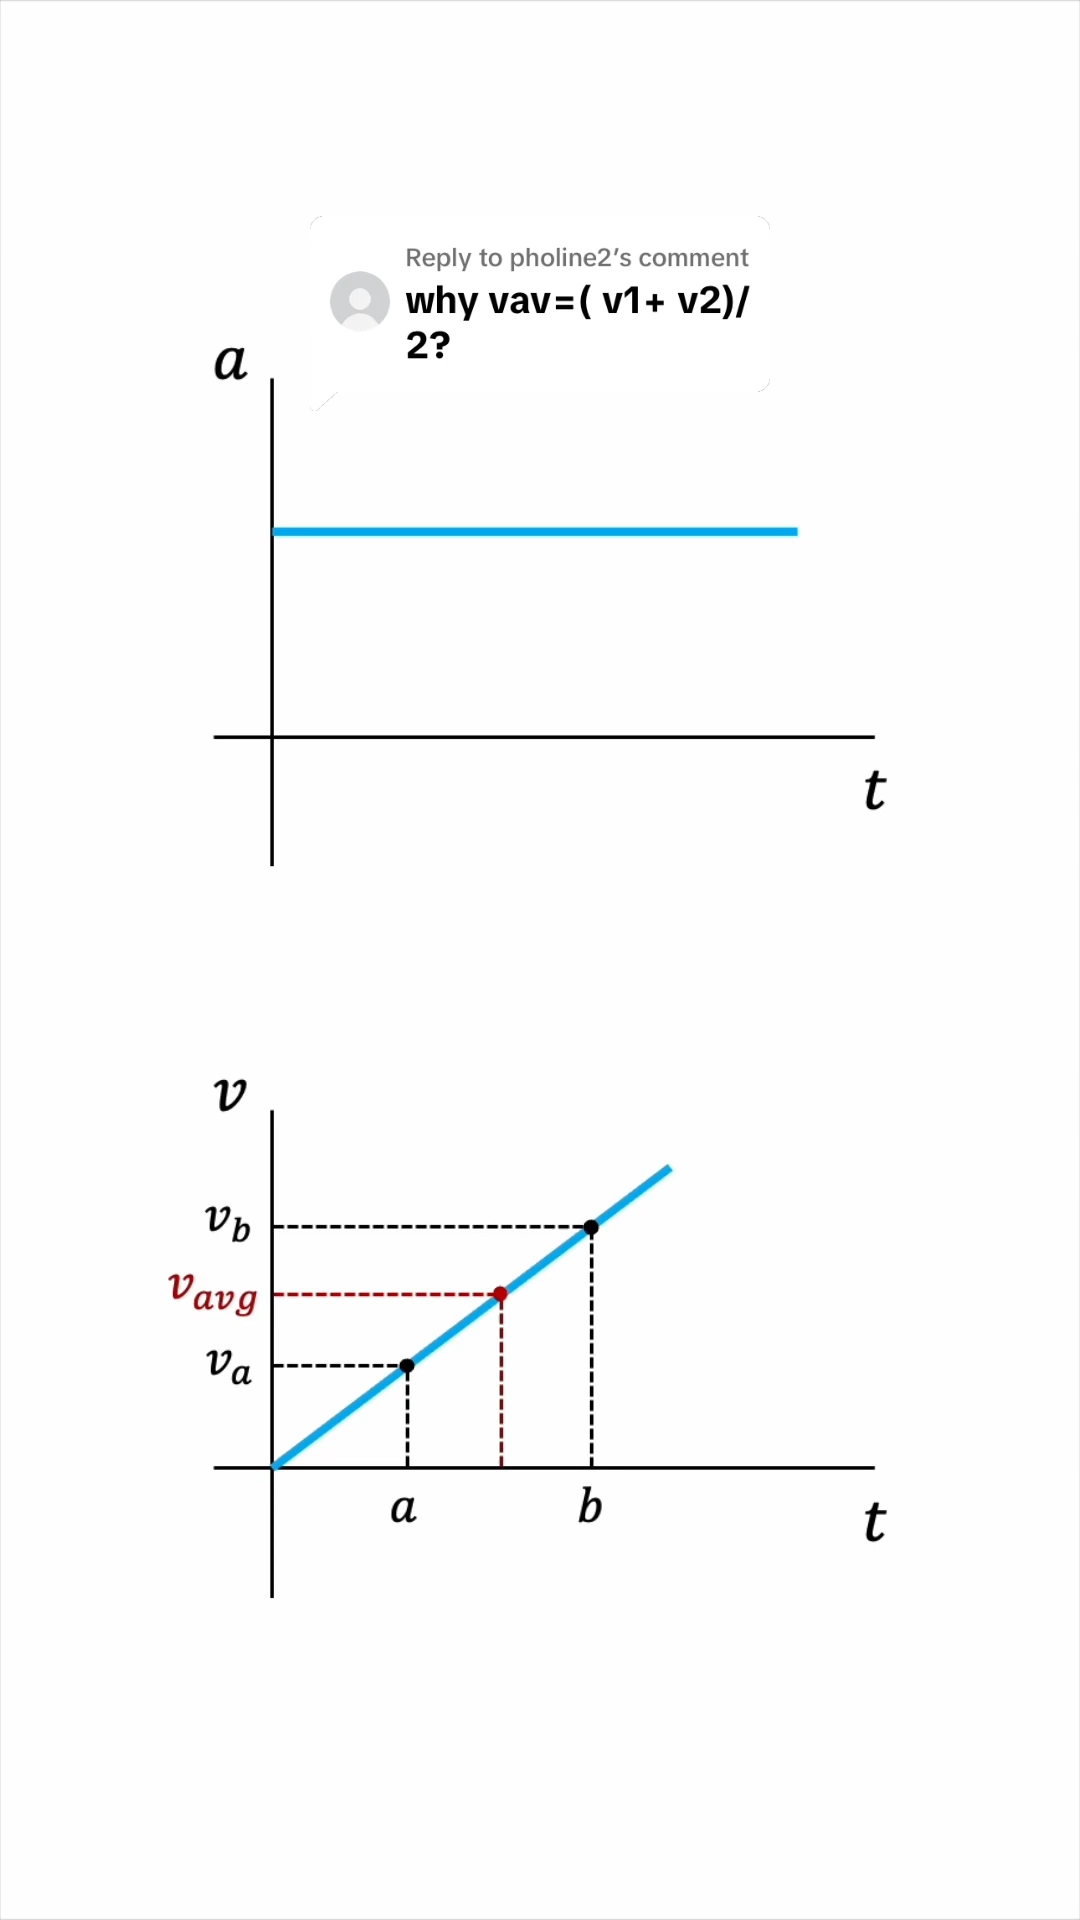 Reply to pholine2’s comment
why vav=( v1+ v2)/
2?
a
t
v
v_b
v_avg
v_a
a
b
t